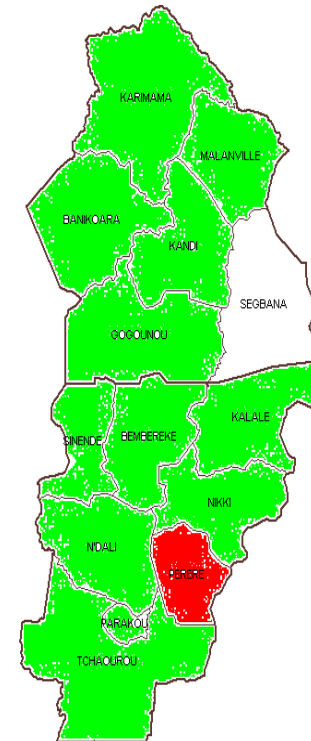 KARIMAMA
MALANVILLE
BANIKOARA
KANDI
SEGBANA
GOGOUNOU
KALALE
SINENDE
BEMBEREKE
NIKKI
N'DALI
PERERE
PARAKOU
TCHAOUROU